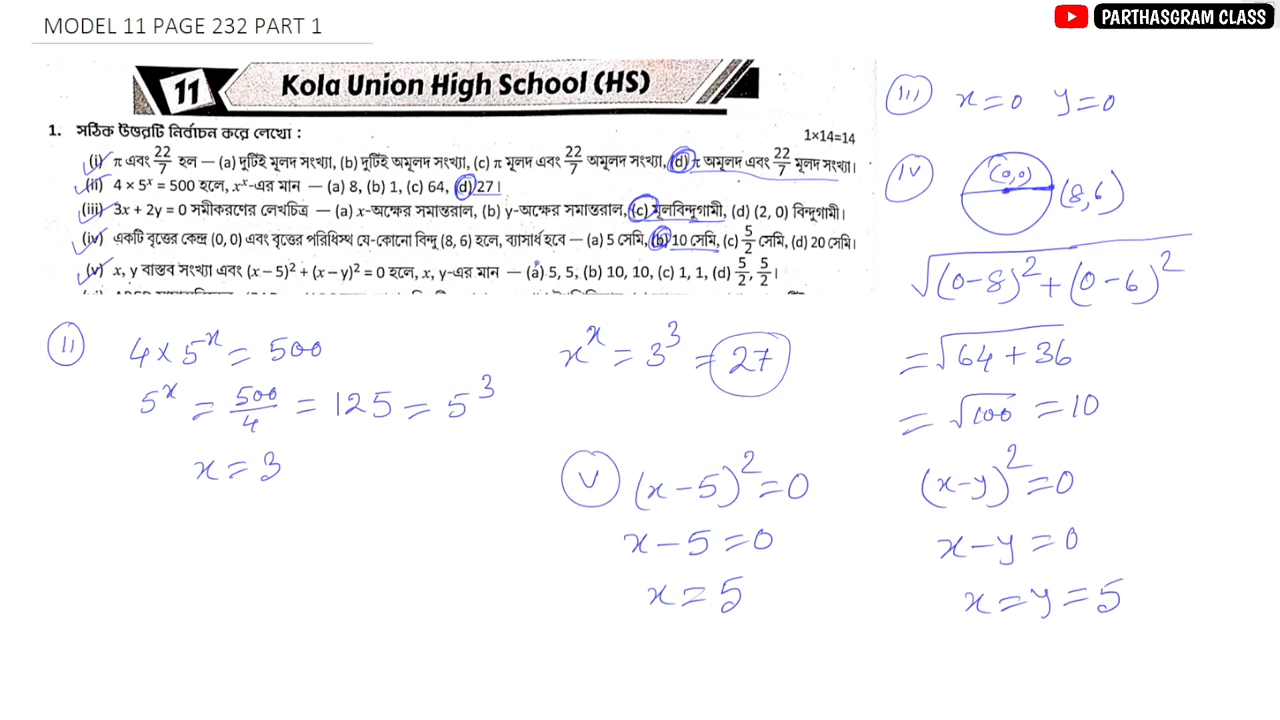 MODEL 11 PAGE 232 PART 1
PARTHASGRAM CLASS
11 Kola Union High School (HS)
1. সঠিক উত্তরটি নির্বাচন করে লেখো :
1×14=14
(i) π এবং 22/7 হল — (a) দুটিই মূলদ সংখ্যা, (b) দুটিই অমূলদ সংখ্যা, (c) π মূলদ এবং 22/7 অমূলদ সংখ্যা, (d) π অমূলদ এবং 22/7 মূলদ সংখ্যা।
(ii) 4 × 5ˣ = 500 হলে, xˣ-এর মান — (a) 8, (b) 1, (c) 64, (d) 27।
(iii) 3x + 2y = 0 সমীকরণের লেখচিত্র — (a) x-অক্ষের সমান্তরাল, (b) y-অক্ষের সমান্তরাল, (c) মূলবিন্দুগামী, (d) (2, 0) বিন্দুগামী।
(iv) একটি বৃত্তের কেন্দ্র (0, 0) এবং বৃত্তের পরিধিস্থ যে-কোনো বিন্দু (8, 6) হলে, ব্যাসার্ধ হবে — (a) 5 সেমি, (b) 10 সেমি, (c) 5/2 সেমি, (d) 20 সেমি।
(v) x, y বাস্তব সংখ্যা এবং (x − 5)² + (x − y)² = 0 হলে, x, y-এর মান — (a) 5, 5, (b) 10, 10, (c) 1, 1, (d) 5/2, 5/2।
II 4 × 5ˣ = 500
5ˣ = 500/4 = 125 = 5³
x = 3
xˣ = 3³ = 27
V (x − 5)² = 0
x − 5 = 0
x = 5
III x = 0 y = 0
IV (0,0) (8,6)
√(0−8)² + (0−6)²
= √64 + 36
= √100 = 10
(x−y)² = 0
x − y = 0
x = y = 5